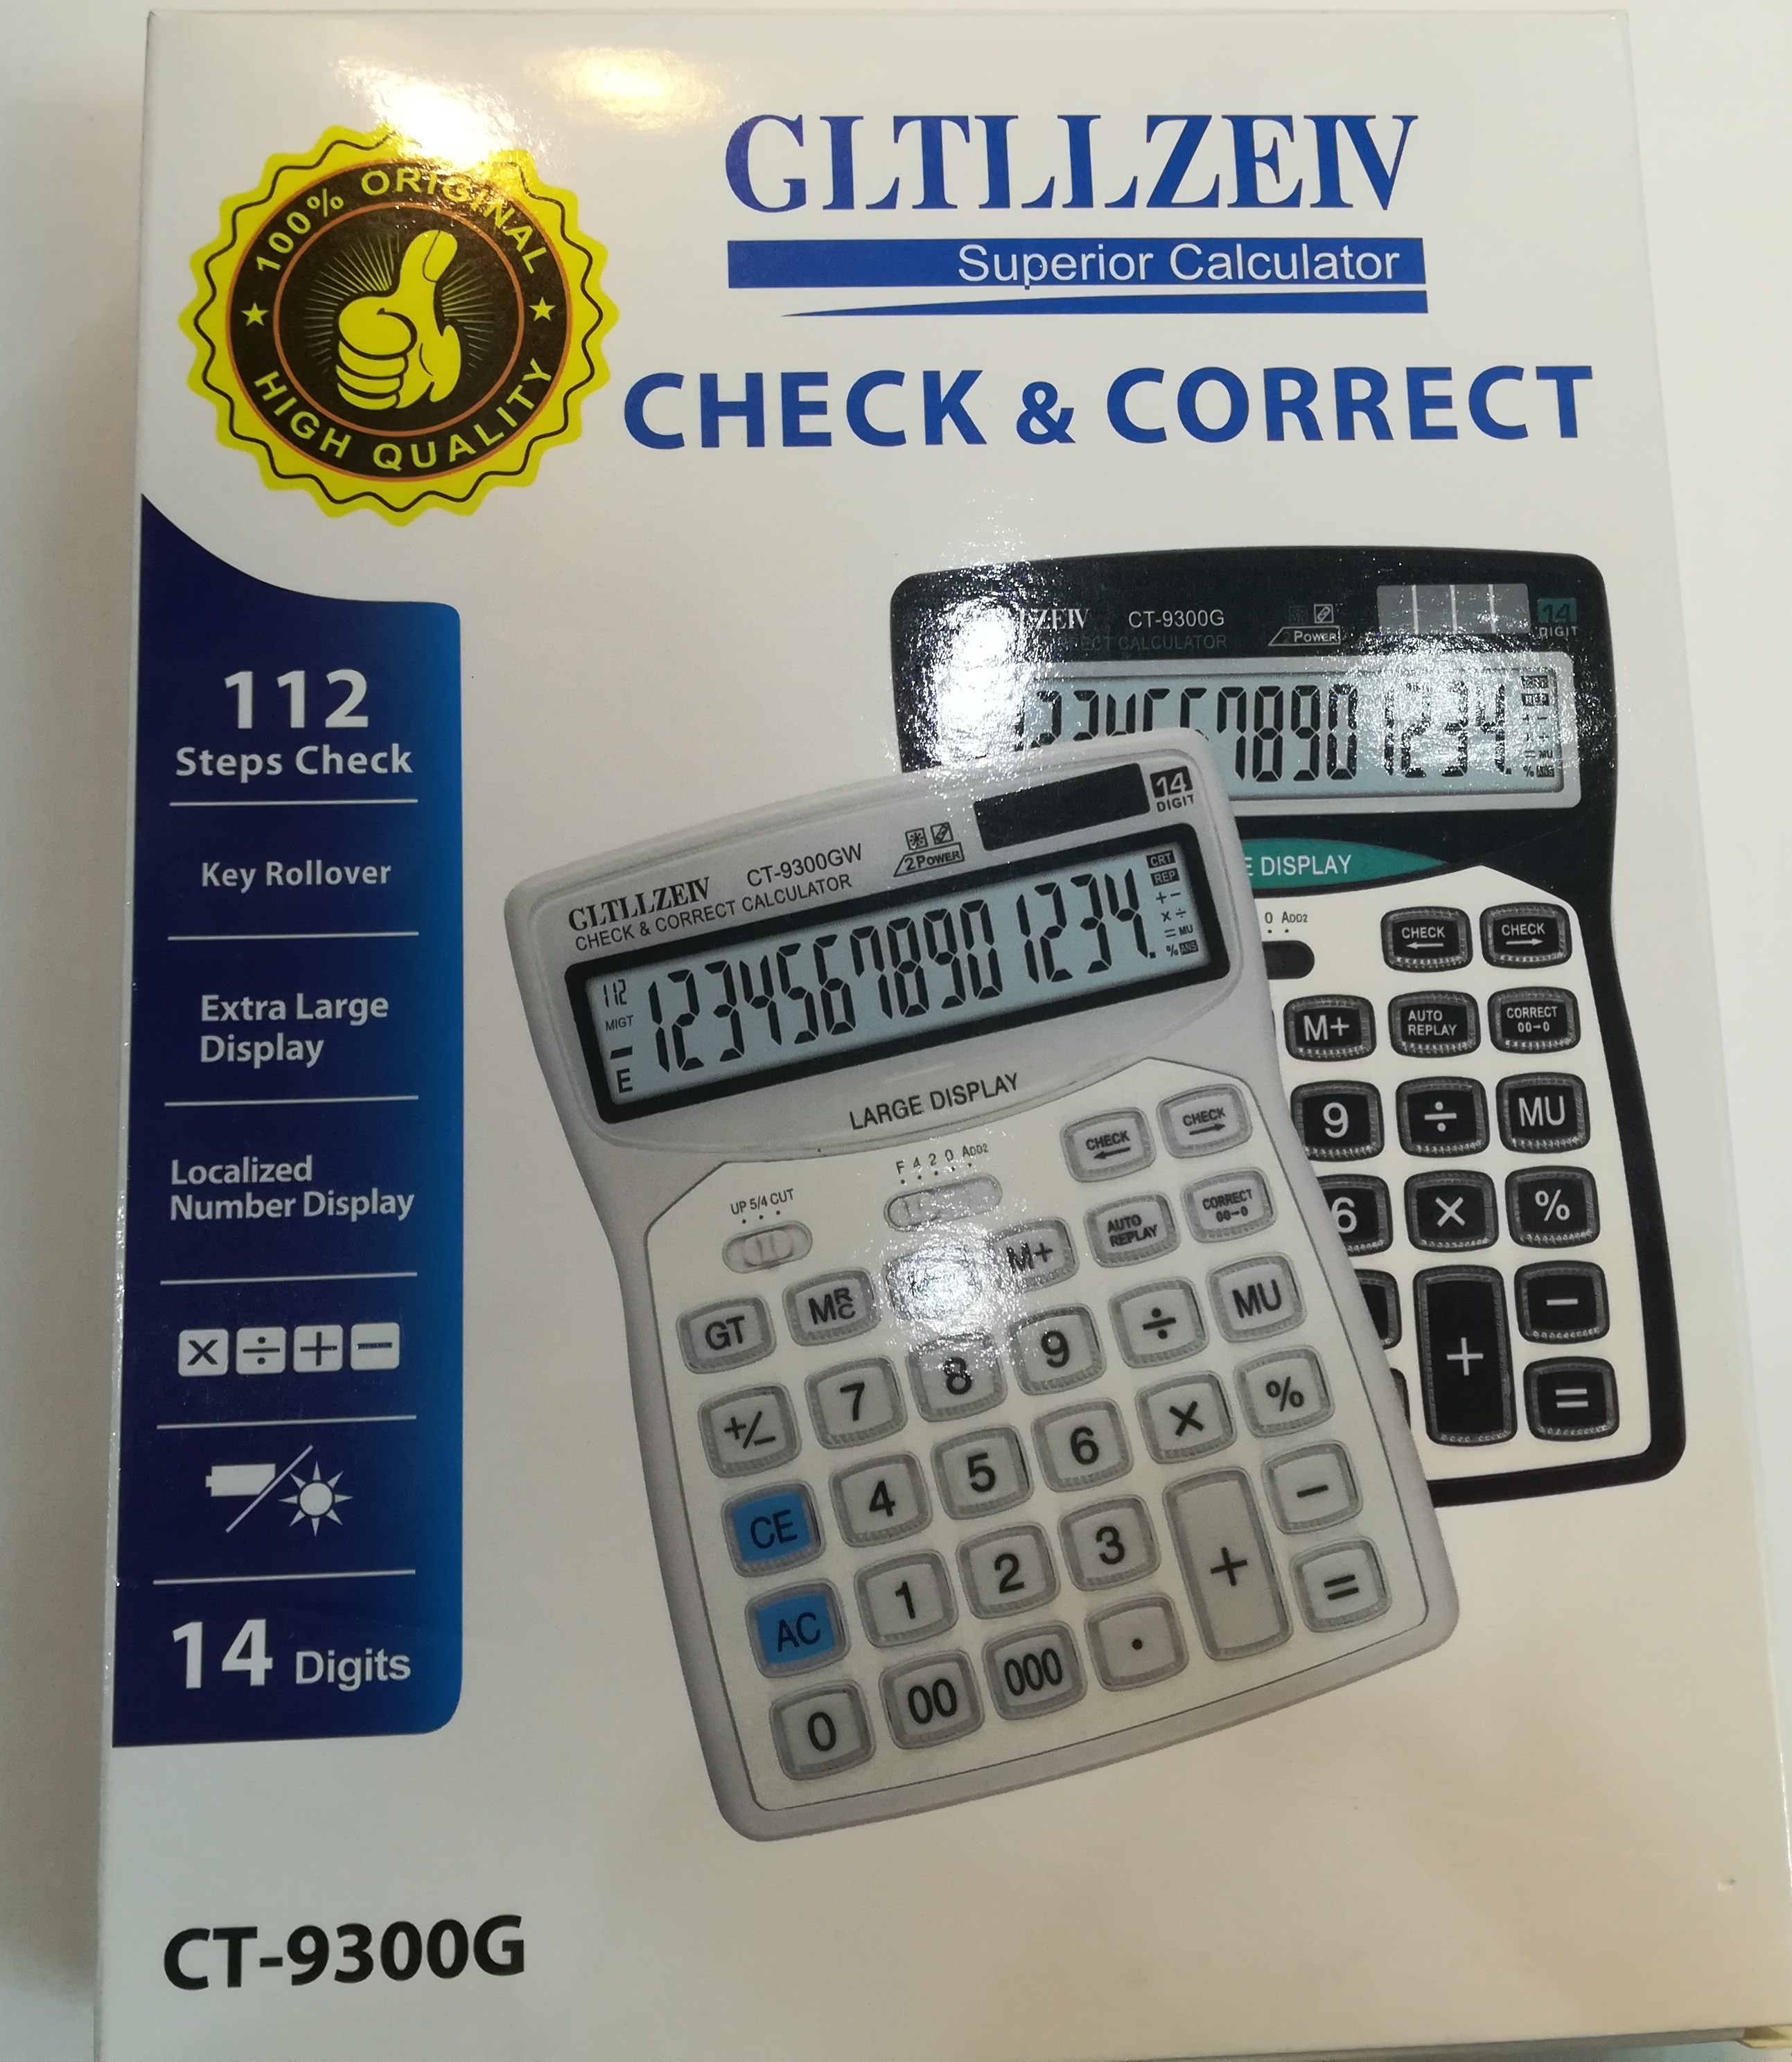 100% ORIGINAL
HIGH QUALITY
GLTLLZEIV
Superior Calculator
CHECK & CORRECT
112
Steps Check
Key Rollover
Extra Large
Display
Localized
Number Display
× ÷ + −
14 Digits
CT-9300G
CT-9300G
2 POWER
14
DIGIT
CALCULATOR
DISPLAY
0 ADD2
CHECK
CHECK
M+
AUTO
REPLAY
CORRECT
00→0
9 ÷ MU
6 × %
+ −
=
14
DIGIT
GLTLLZEIV CT-9300GW
2 POWER
CHECK & CORRECT CALCULATOR
112
MIGT
−
E
12345678901234.
CRT
REP
+ −
× ÷
= MU
% ANS
LARGE DISPLAY
UP 5/4 CUT
F 4 2 0 ADD2
CHECK
CHECK
GT MRC M+
AUTO
REPLAY
CORRECT
00→0
+/− 7 8 9 ÷ MU
CE 4 5 6 × %
AC 1 2 3 + −
0 00 000 . =